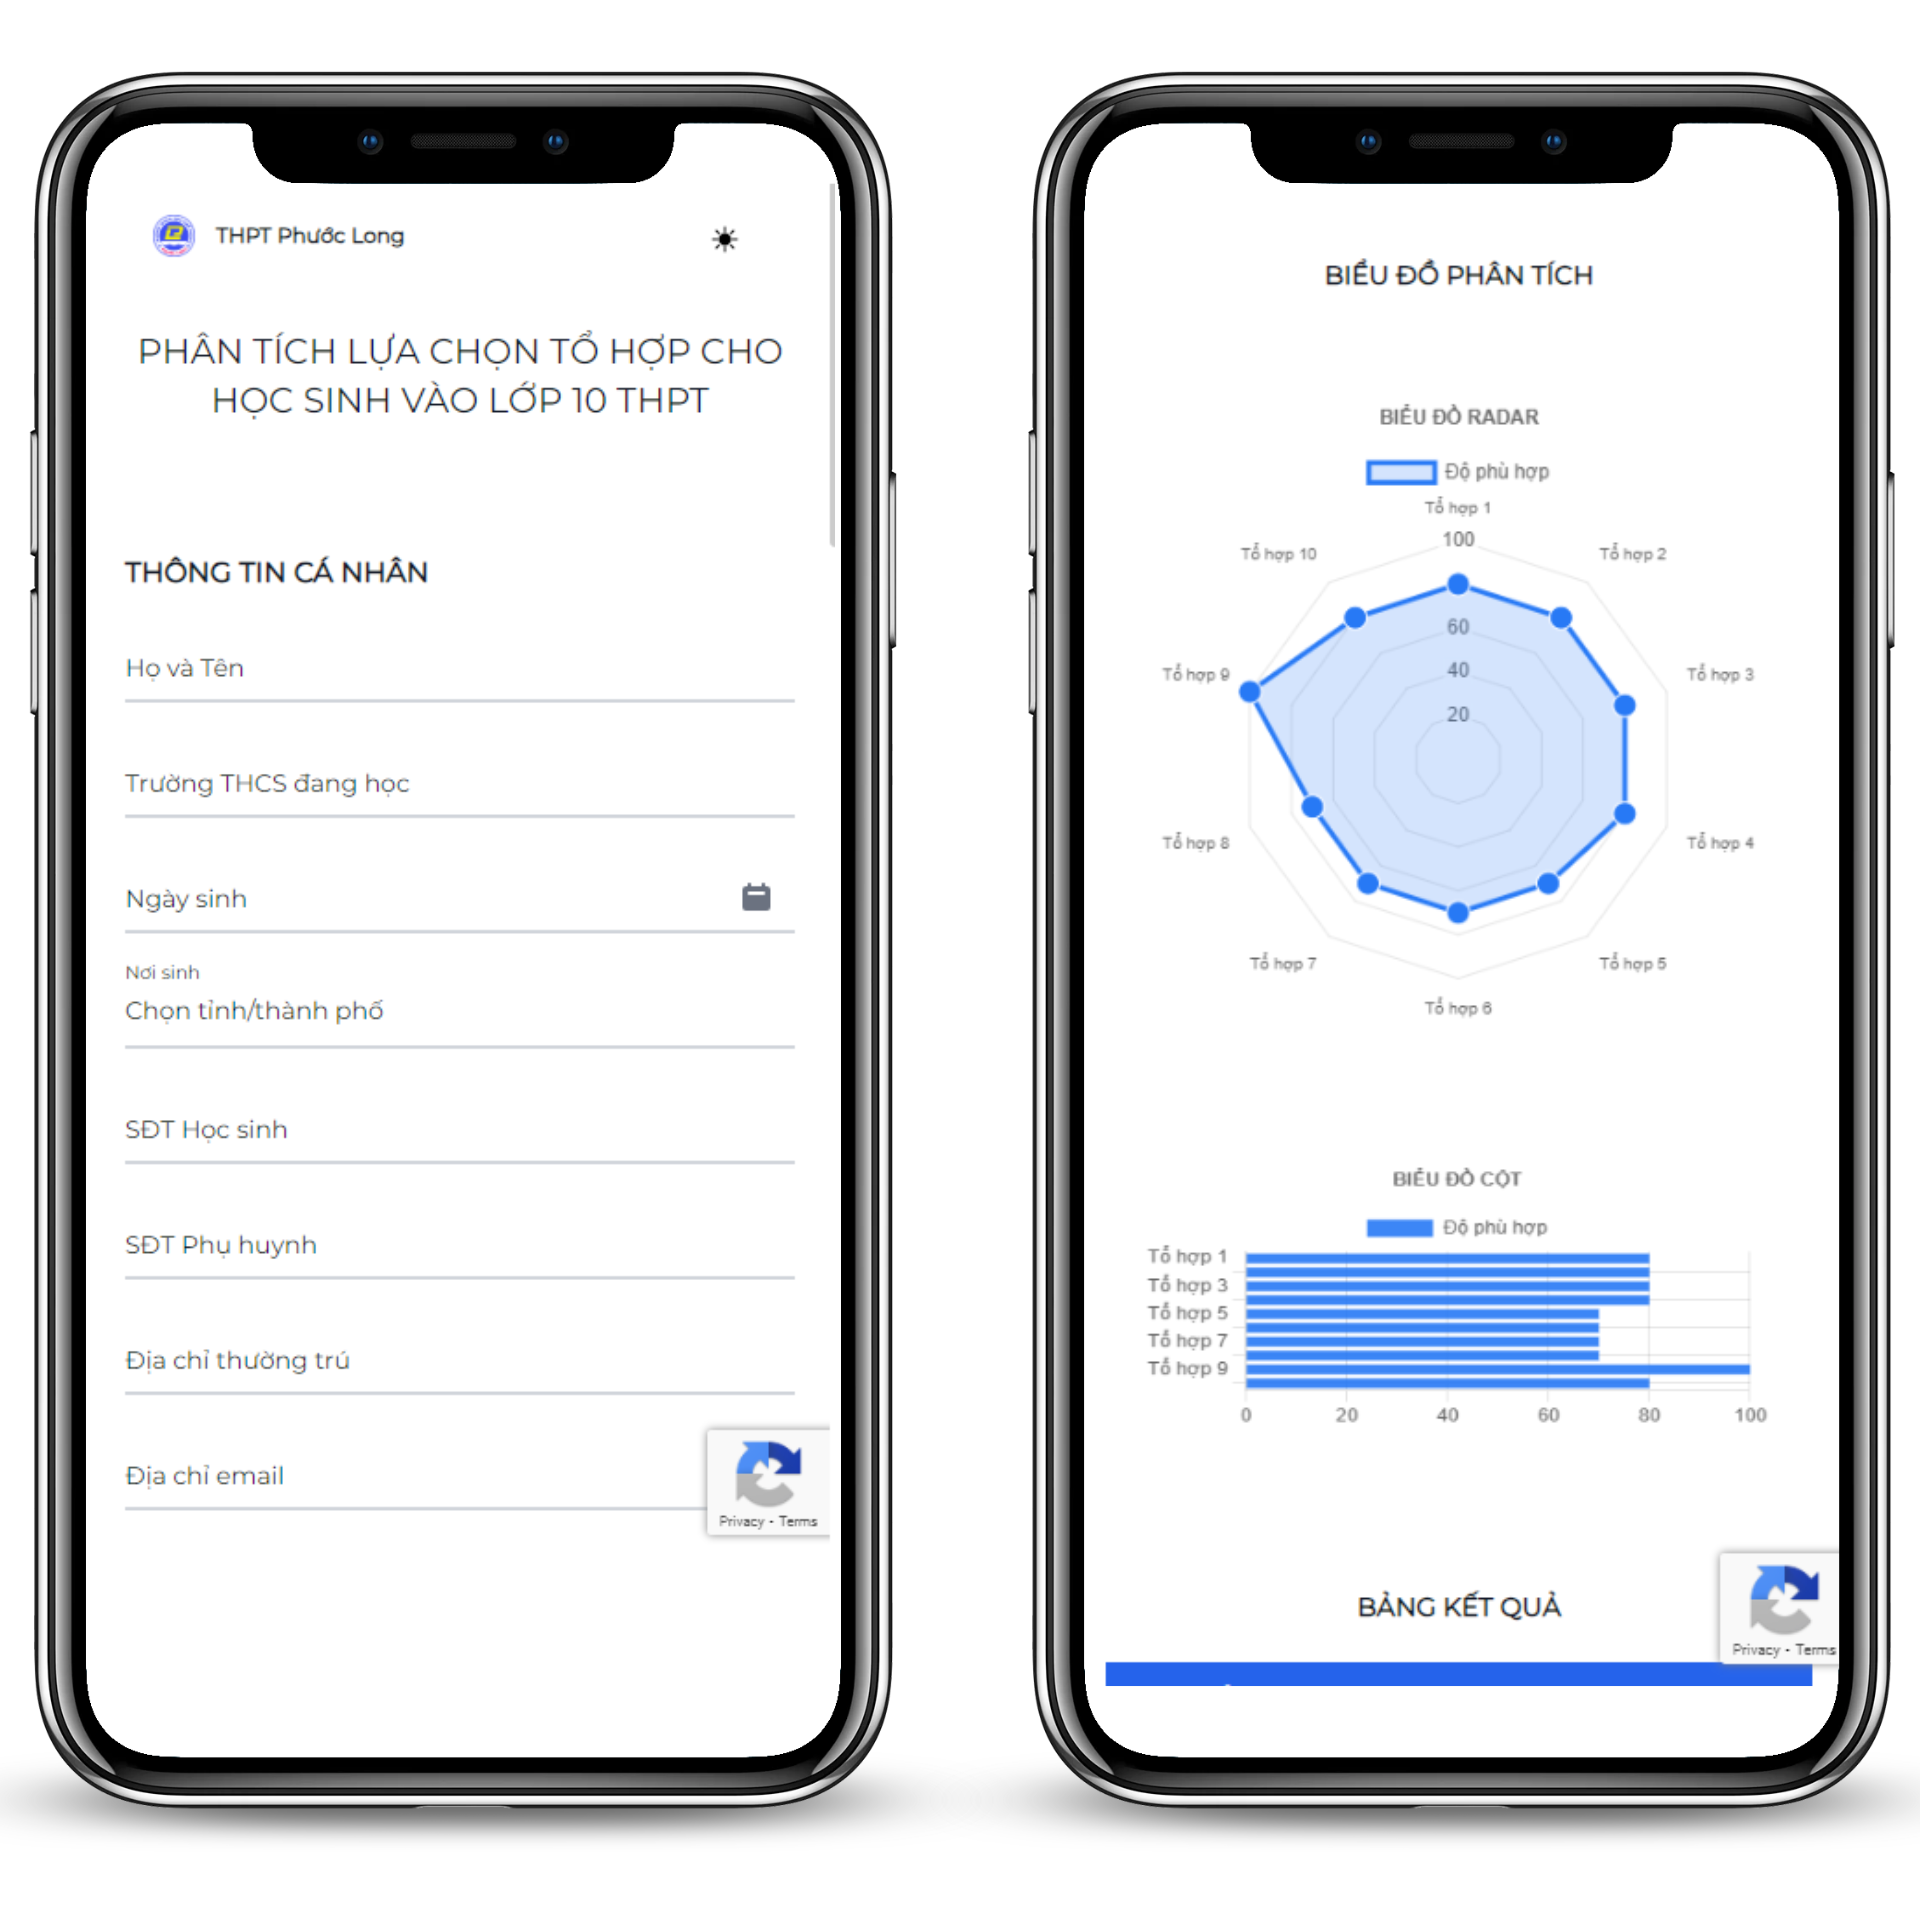 THPT Phước Long
PHÂN TÍCH LỰA CHỌN TỔ HỢP CHO
HỌC SINH VÀO LỚP 10 THPT
THÔNG TIN CÁ NHÂN
Họ và Tên
Trường THCS đang học
Ngày sinh
Nơi sinh
Chọn tỉnh/thành phố
SĐT Học sinh
SĐT Phụ huynh
Địa chỉ thường trú
Địa chỉ email
Privacy - Terms
BIỂU ĐỒ PHÂN TÍCH
BIỂU ĐỒ RADAR
Độ phù hợp
Tổ hợp 1
100
Tổ hợp 10
Tổ hợp 2
60
40
Tổ hợp 9
Tổ hợp 3
20
Tổ hợp 8
Tổ hợp 4
Tổ hợp 7
Tổ hợp 5
Tổ hợp 6
BIỂU ĐỒ CỘT
Độ phù hợp
Tổ hợp 1
Tổ hợp 3
Tổ hợp 5
Tổ hợp 7
Tổ hợp 9
0 20 40 60 80 100
BẢNG KẾT QUẢ
Privacy - Terms